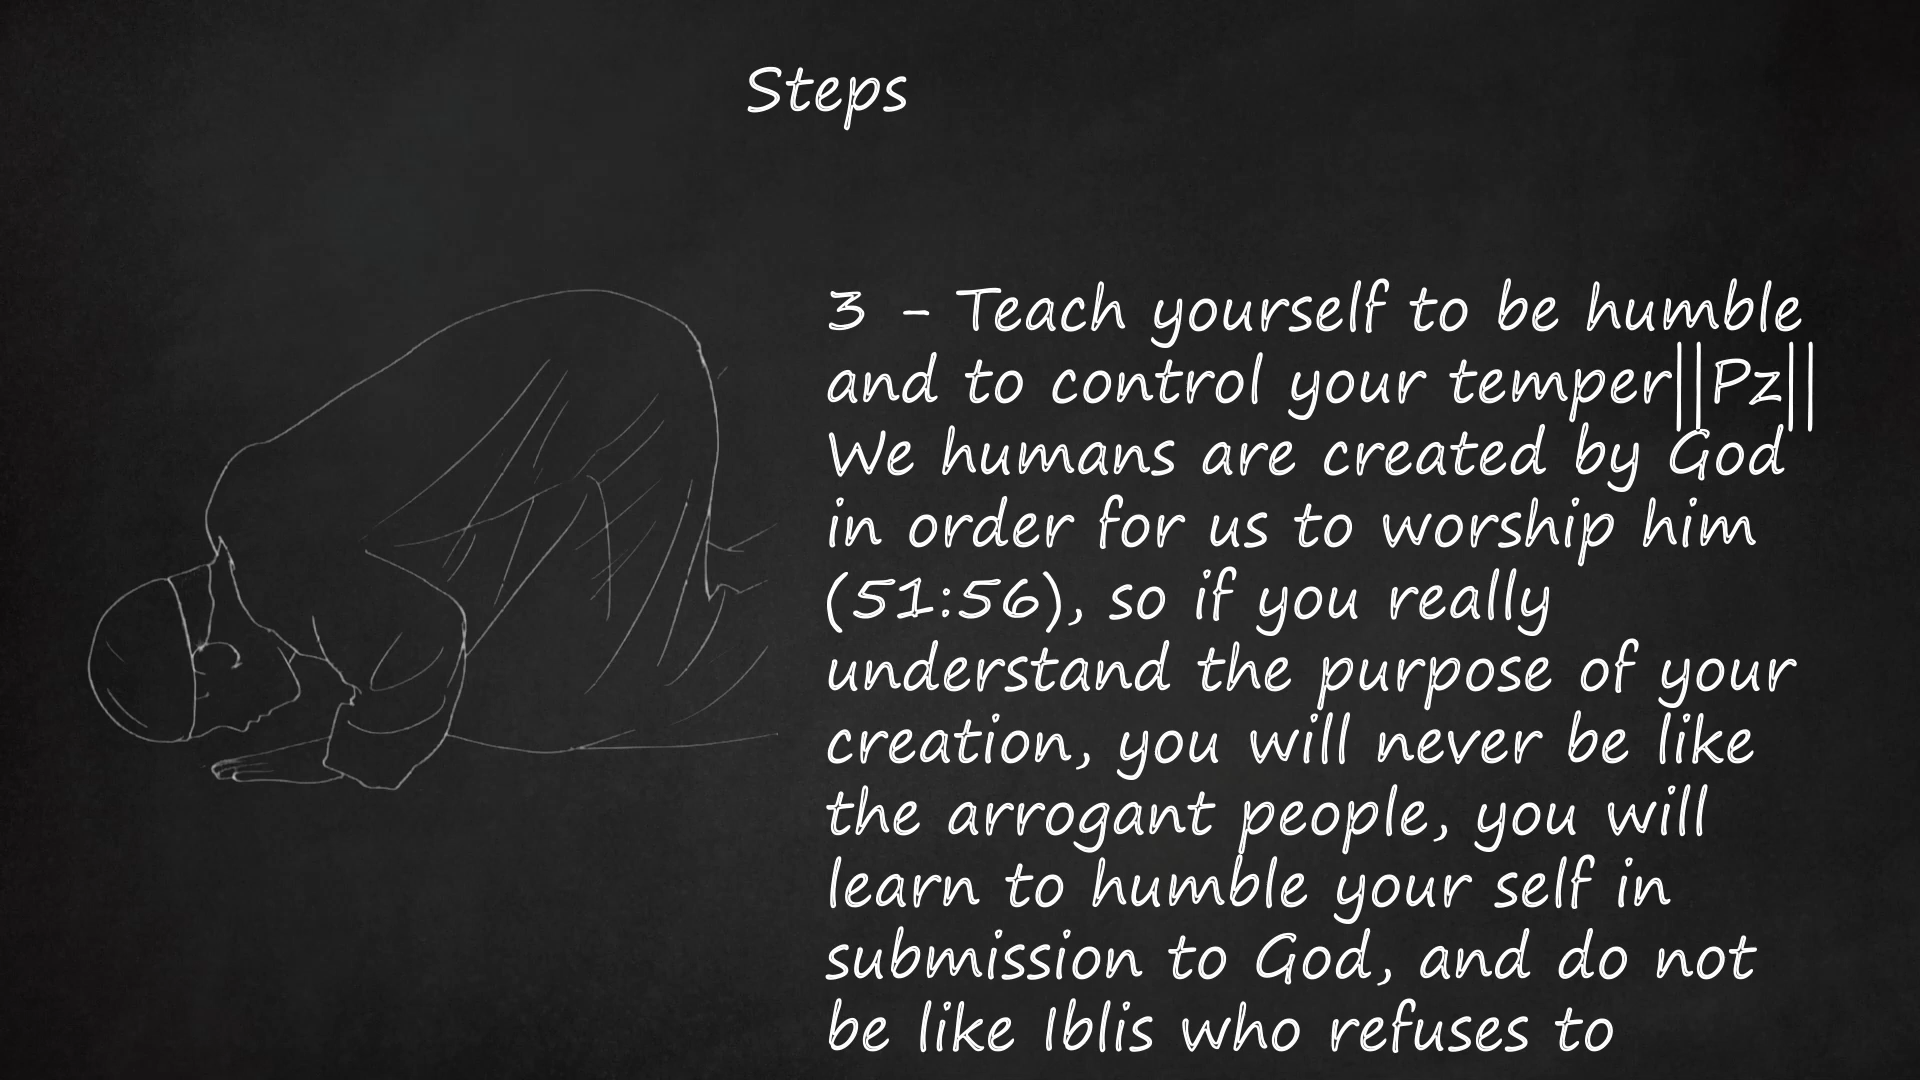 Steps
3 - Teach yourself to be humble
and to control your temper||Pz||
We humans are created by God
in order for us to worship him
(51:56), so if you really
understand the purpose of your
creation, you will never be like
the arrogant people, you will
learn to humble your self in
submission to God, and do not
be like Iblis who refuses to